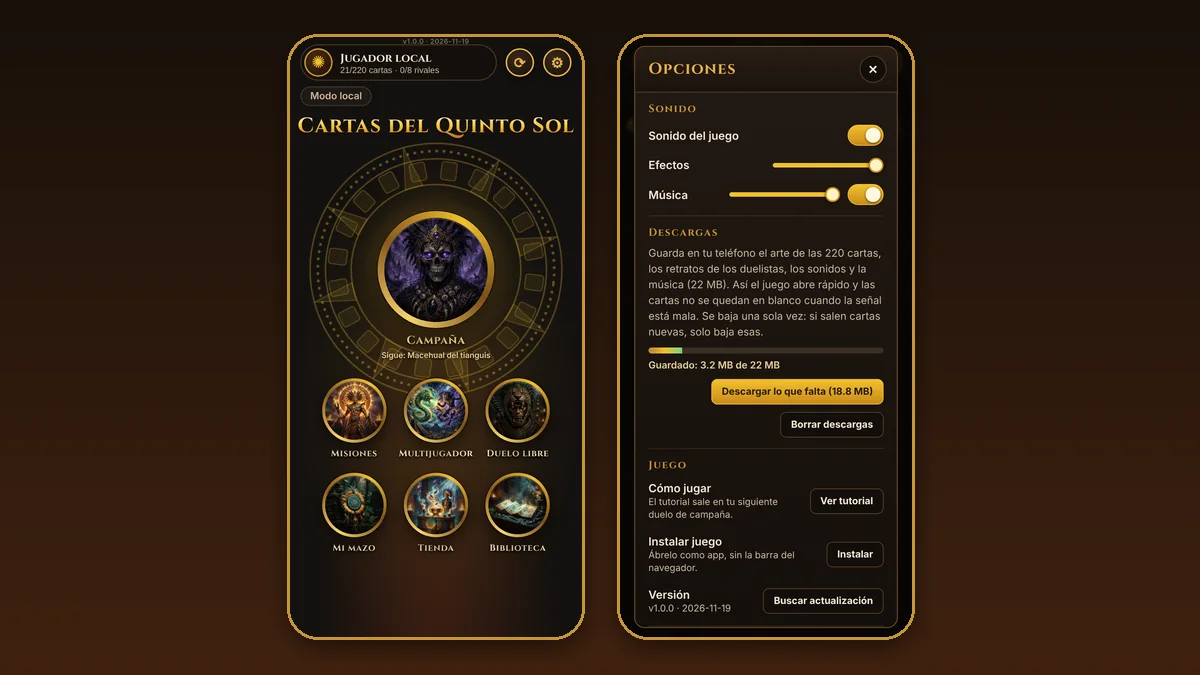 v1.0.0 · 2026-11-19
Jugador local
21/220 cartas · 0/8 rivales
Modo local
Cartas del Quinto Sol
Campaña
Sigue: Macehual del tianguis
Misiones
Multijugador
Duelo libre
Mi mazo
Tienda
Biblioteca
Opciones
Sonido
Sonido del juego
Efectos
Música
Descargas
Guarda en tu teléfono el arte de las 220 cartas,
los retratos de los duelistas, los sonidos y la
música (22 MB). Así el juego abre rápido y las
cartas no se quedan en blanco cuando la señal
está mala. Se baja una sola vez: si salen cartas
nuevas, solo baja esas.
Guardado: 3.2 MB de 22 MB
Descargar lo que falta (18.8 MB)
Borrar descargas
Juego
Cómo jugar
El tutorial sale en tu siguiente
duelo de campaña.
Ver tutorial
Instalar juego
Ábrelo como app, sin la barra del
navegador.
Instalar
Versión
v1.0.0 · 2026-11-19
Buscar actualización